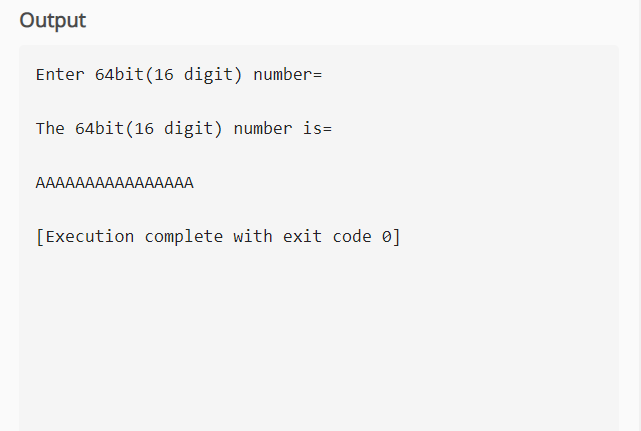 Output
Enter 64bit(16 digit) number=
The 64bit(16 digit) number is=
AAAAAAAAAAAAAAAA
[Execution complete with exit code 0]